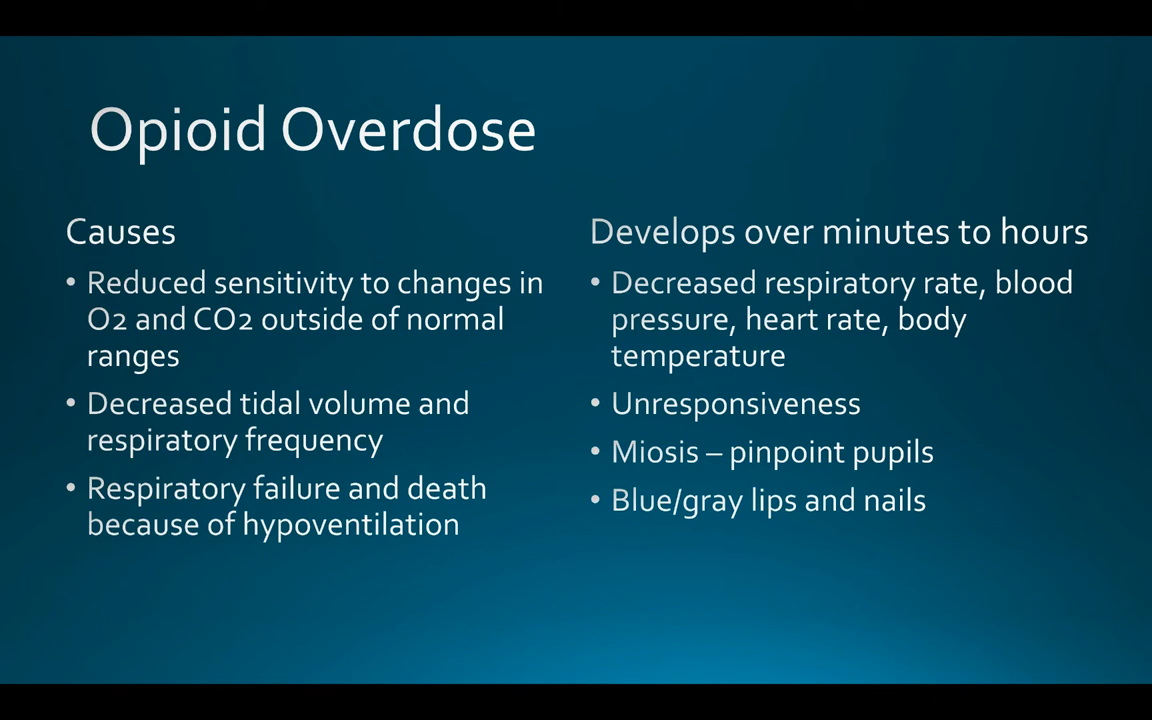 Opioid Overdose
Causes
• Reduced sensitivity to changes in
O2 and CO2 outside of normal
ranges
• Decreased tidal volume and
respiratory frequency
• Respiratory failure and death
because of hypoventilation
Develops over minutes to hours
• Decreased respiratory rate, blood
pressure, heart rate, body
temperature
• Unresponsiveness
• Miosis – pinpoint pupils
• Blue/gray lips and nails